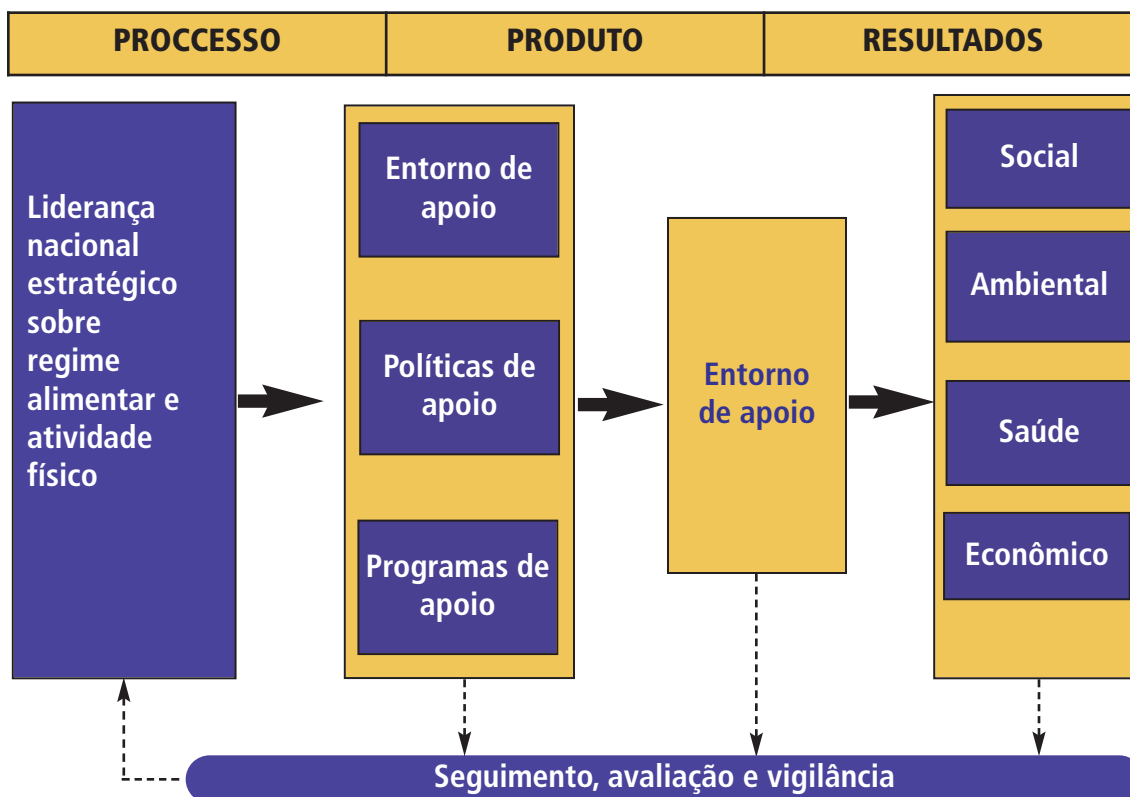 PROCCESSO
PRODUTO
RESULTADOS
Liderança
nacional
estratégico
sobre
regime
alimentar e
atividade
físico
Entorno de
apoio
Políticas de
apoio
Programas de
apoio
Entorno
de apoio
Social
Ambiental
Saúde
Econômico
Seguimento, avaliação e vigilância